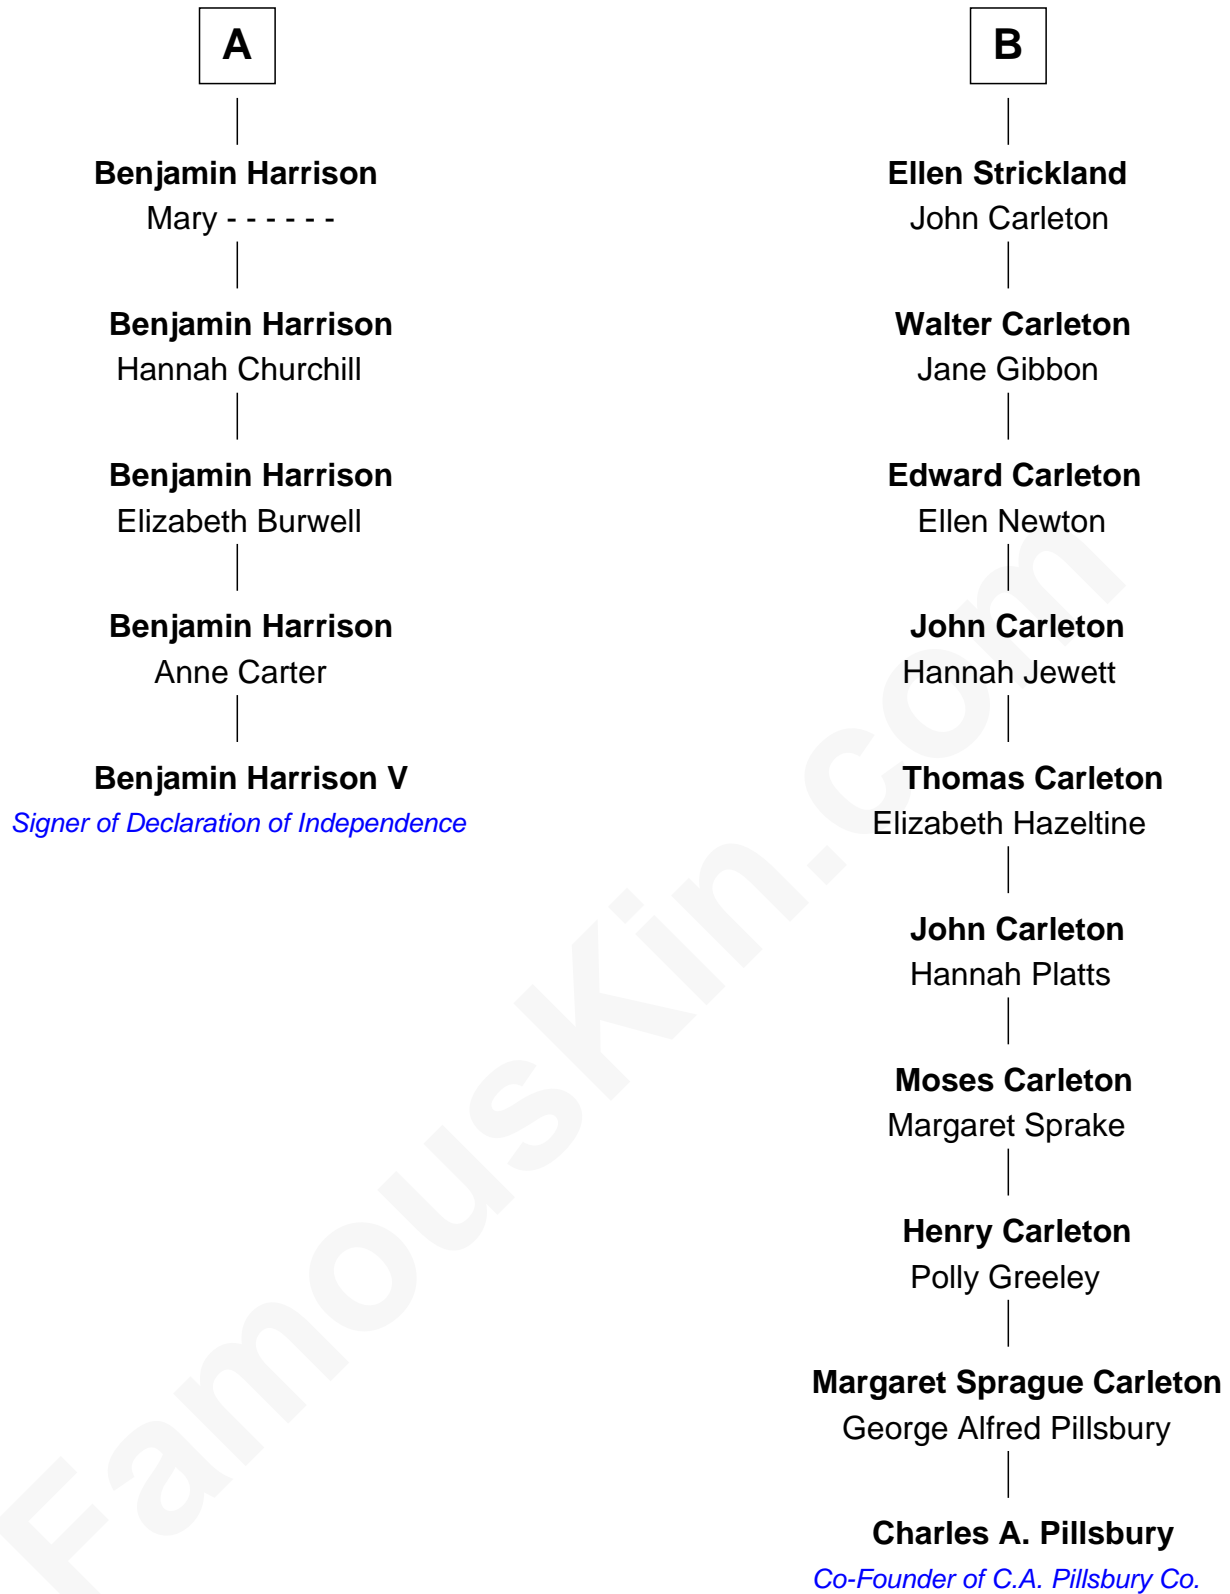 A
Benjamin Harrison
Mary - - - - - -
Benjamin Harrison
Hannah Churchill
Benjamin Harrison
Elizabeth Burwell
Benjamin Harrison
Anne Carter
Benjamin Harrison V
Signer of Declaration of Independence
B
Ellen Strickland
John Carleton
Walter Carleton
Jane Gibbon
Edward Carleton
Ellen Newton
John Carleton
Hannah Jewett
Thomas Carleton
Elizabeth Hazeltine
John Carleton
Hannah Platts
Moses Carleton
Margaret Sprake
Henry Carleton
Polly Greeley
Margaret Sprague Carleton
George Alfred Pillsbury
Charles A. Pillsbury
Co-Founder of C.A. Pillsbury Co.
FamousKin.com